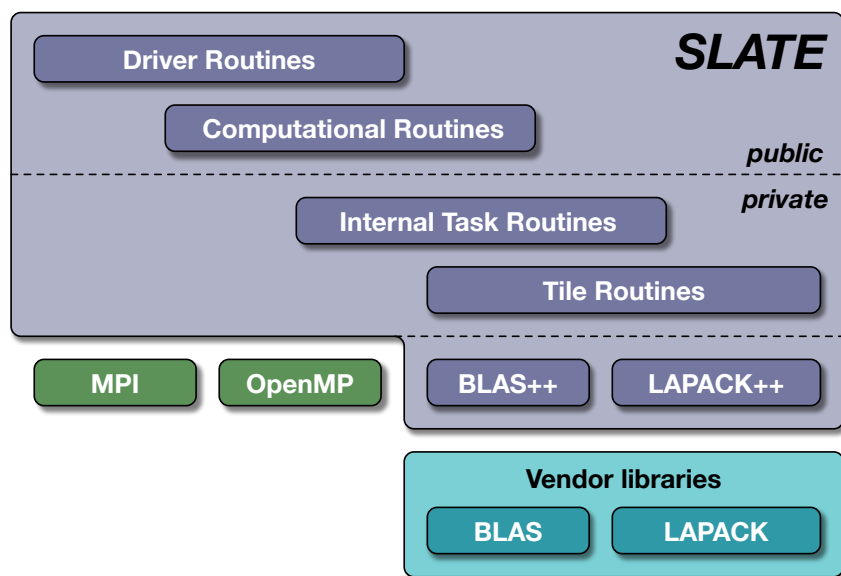 SLATE
Driver Routines
Computational Routines
public
private
Internal Task Routines
Tile Routines
MPI
OpenMP
BLAS++
LAPACK++
Vendor libraries
BLAS
LAPACK